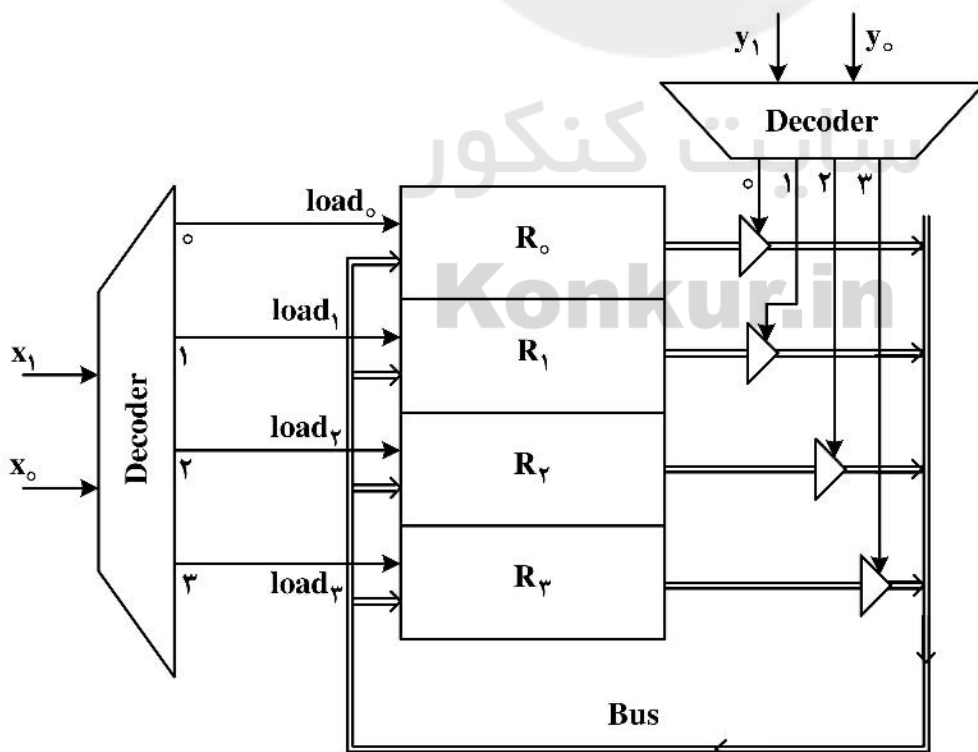 y₁ y₀
Decoder
سایت کنکور
Konkur.in
۰ ۱ ۲ ۳
x₁
x₀
Decoder
۰
۱
۲
۳
load₀
load₁
load₂
load₃
R₀
R₁
R₂
R₃
Bus